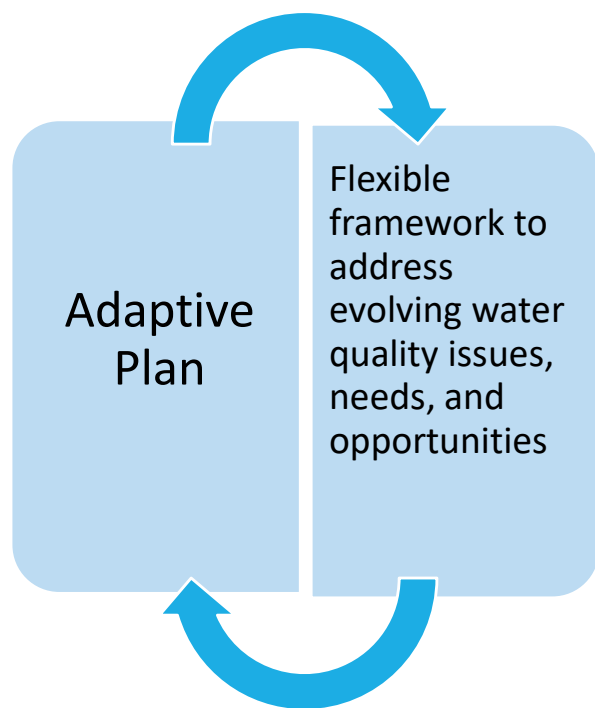 Adaptive
Plan
Flexible
framework to
address
evolving water
quality issues,
needs, and
opportunities